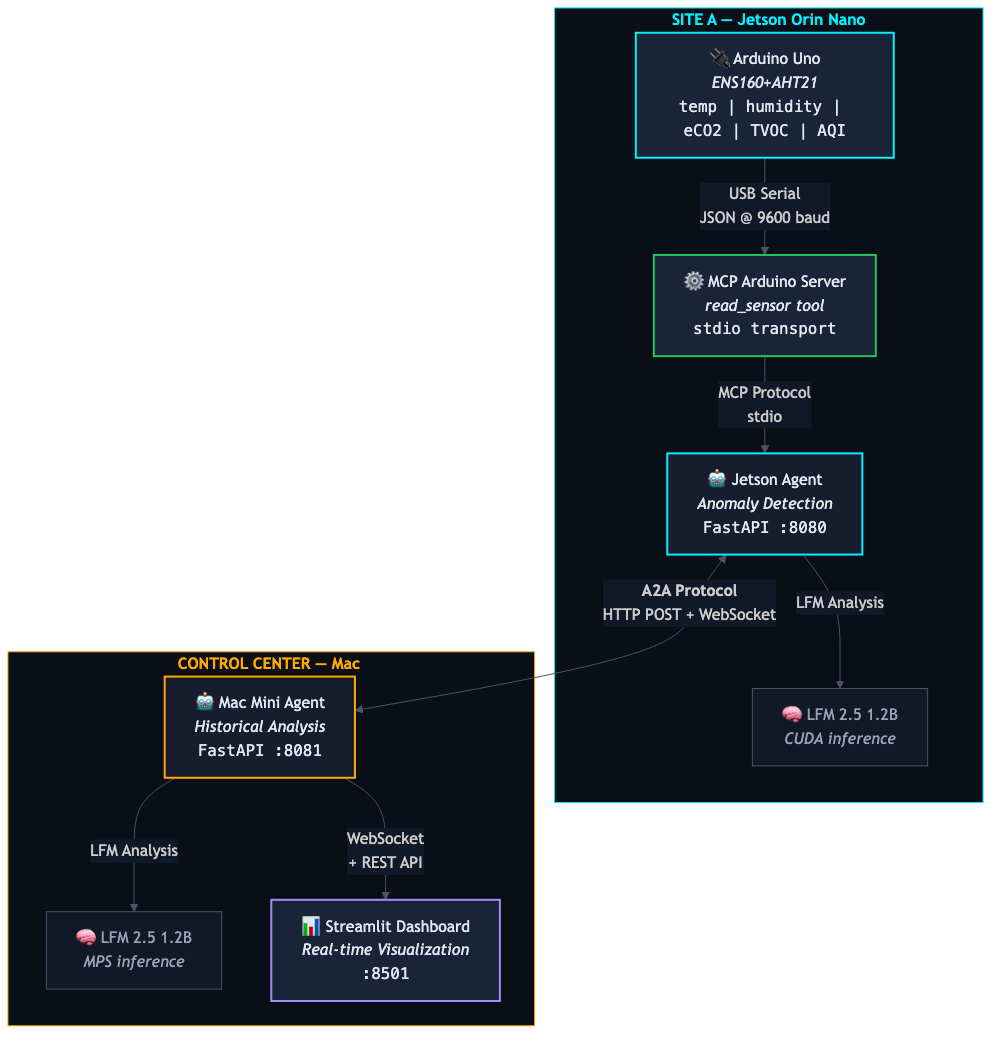 SITE A — Jetson Orin Nano
Arduino Uno
ENS160+AHT21
temp | humidity |
eCO2 | TVOC | AQI
USB Serial
JSON @ 9600 baud
MCP Arduino Server
read_sensor tool
stdio transport
MCP Protocol
stdio
Jetson Agent
Anomaly Detection
FastAPI :8080
A2A Protocol
HTTP POST + WebSocket
LFM Analysis
LFM 2.5 1.2B
CUDA inference
CONTROL CENTER — Mac
Mac Mini Agent
Historical Analysis
FastAPI :8081
LFM Analysis
WebSocket
+ REST API
LFM 2.5 1.2B
MPS inference
Streamlit Dashboard
Real-time Visualization
:8501